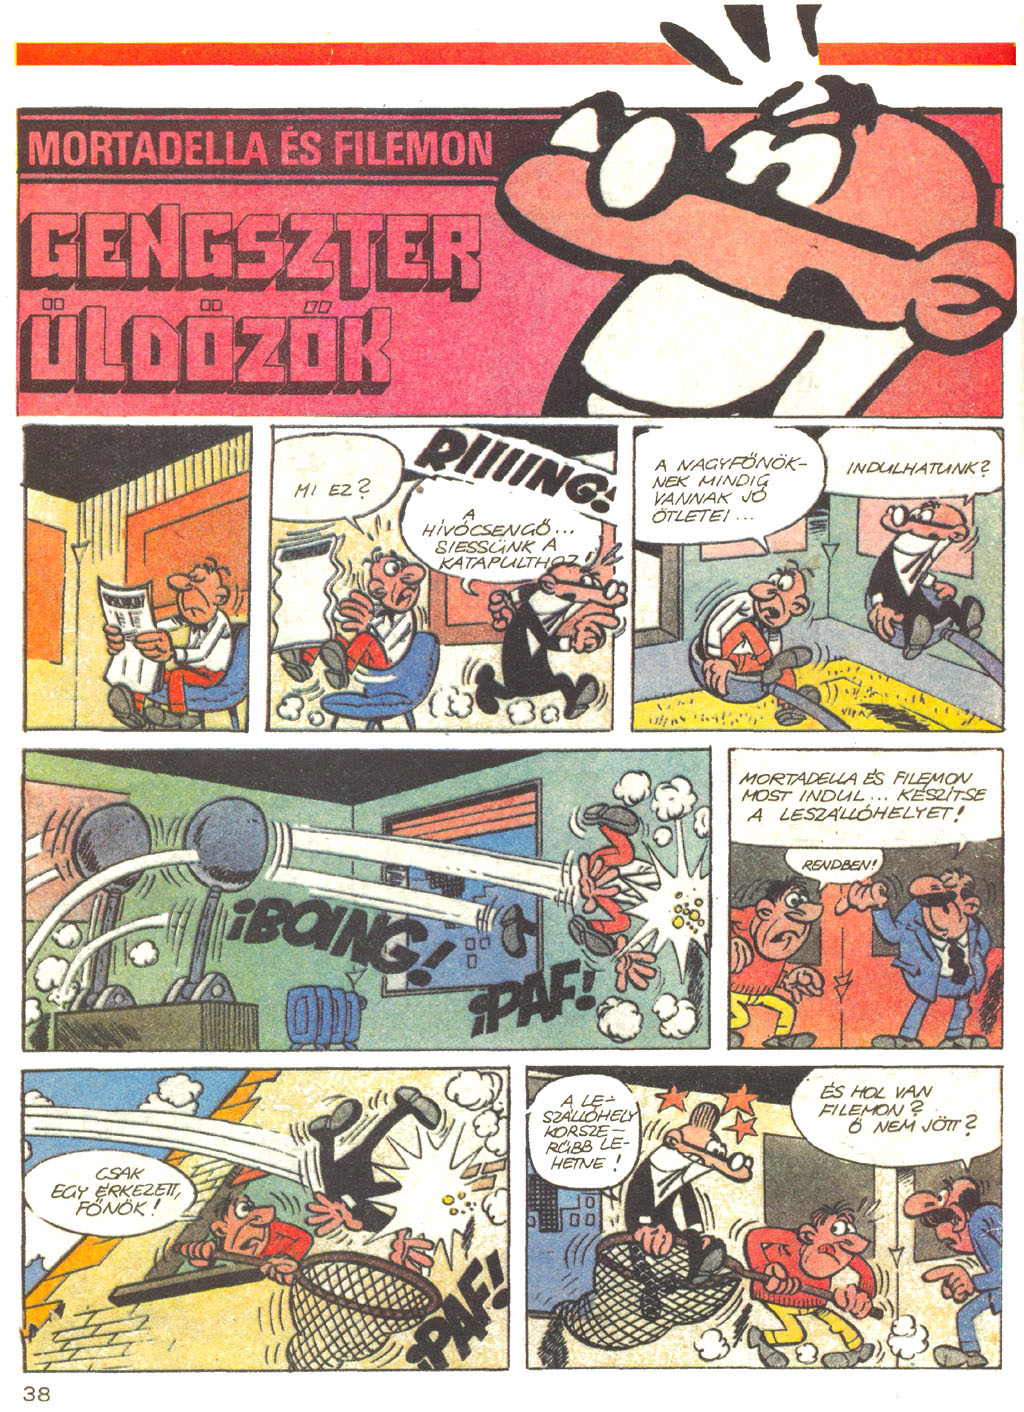 MORTADELLA ÉS FILEMON
GENGSZTER
ÜLDÖZŐK
MI EZ?
RIIIING!
A
HÍVÓCSENGŐ...
SIESSÜNK A
KATAPULTHOZ!
A NAGYFŐNÖK-
NEK MINDIG
VANNAK JÓ
ÖTLETEI...
INDULHATUNK?
¡BOING!
¡PAF!
MORTADELLA ÉS FILEMON
MOST INDUL... KÉSZÍTSE
A LESZÁLLÓHELYET!
RENDBEN!
CSAK
EGY ÉRKEZETT,
FŐNÖK!
¡PAF!
A LE-
SZÁLLÓHELY
KORSZE-
RŰBB LE-
HETNE!
ÉS HOL VAN
FILEMON?
Ő NEM JÖTT?
38